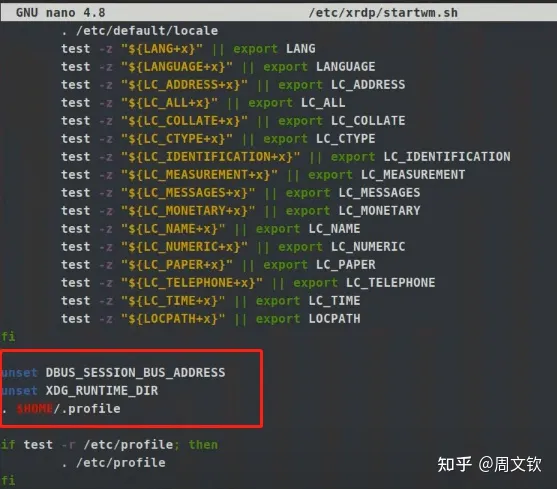 GNU nano 4.8 /etc/xrdp/startwm.sh
. /etc/default/locale
test -z "${LANG+x}" || export LANG
test -z "${LANGUAGE+x}" || export LANGUAGE
test -z "${LC_ADDRESS+x}" || export LC_ADDRESS
test -z "${LC_ALL+x}" || export LC_ALL
test -z "${LC_COLLATE+x}" || export LC_COLLATE
test -z "${LC_CTYPE+x}" || export LC_CTYPE
test -z "${LC_IDENTIFICATION+x}" || export LC_IDENTIFICATION
test -z "${LC_MEASUREMENT+x}" || export LC_MEASUREMENT
test -z "${LC_MESSAGES+x}" || export LC_MESSAGES
test -z "${LC_MONETARY+x}" || export LC_MONETARY
test -z "${LC_NAME+x}" || export LC_NAME
test -z "${LC_NUMERIC+x}" || export LC_NUMERIC
test -z "${LC_PAPER+x}" || export LC_PAPER
test -z "${LC_TELEPHONE+x}" || export LC_TELEPHONE
test -z "${LC_TIME+x}" || export LC_TIME
test -z "${LOCPATH+x}" || export LOCPATH
fi
unset DBUS_SESSION_BUS_ADDRESS
unset XDG_RUNTIME_DIR
. $HOME/.profile
if test -r /etc/profile; then
. /etc/profile
fi
知乎 @周文钦